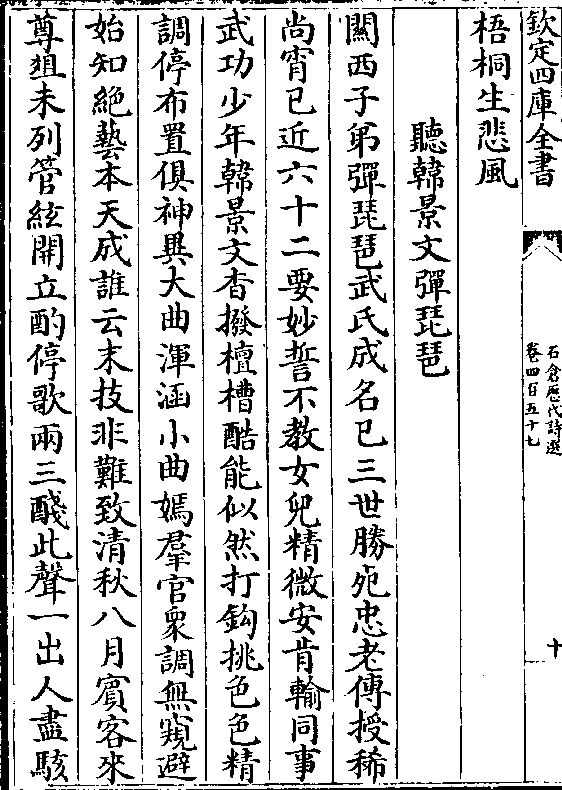 欽定四庫全書
石倉歷代詩選
卷四百五十七
十
梧桐生悲風
聽韓景文彈琵琶
關西子弟彈琵琶武氏成名已三世勝宛忠老傳授稀
尚霄已近六十二要妙誓不教女兒精微安肯輸同事
武功少年韓景文杳撥檀槽酷能似然打鈎挑色色精
調停布置俱神異大曲渾涵小曲嫣羣官衆調無窺避
始知絕藝本天成誰云末技非難致清秋八月賓客來
尊俎未列管絃開立酌停歌兩三醆此聲一出人盡駭